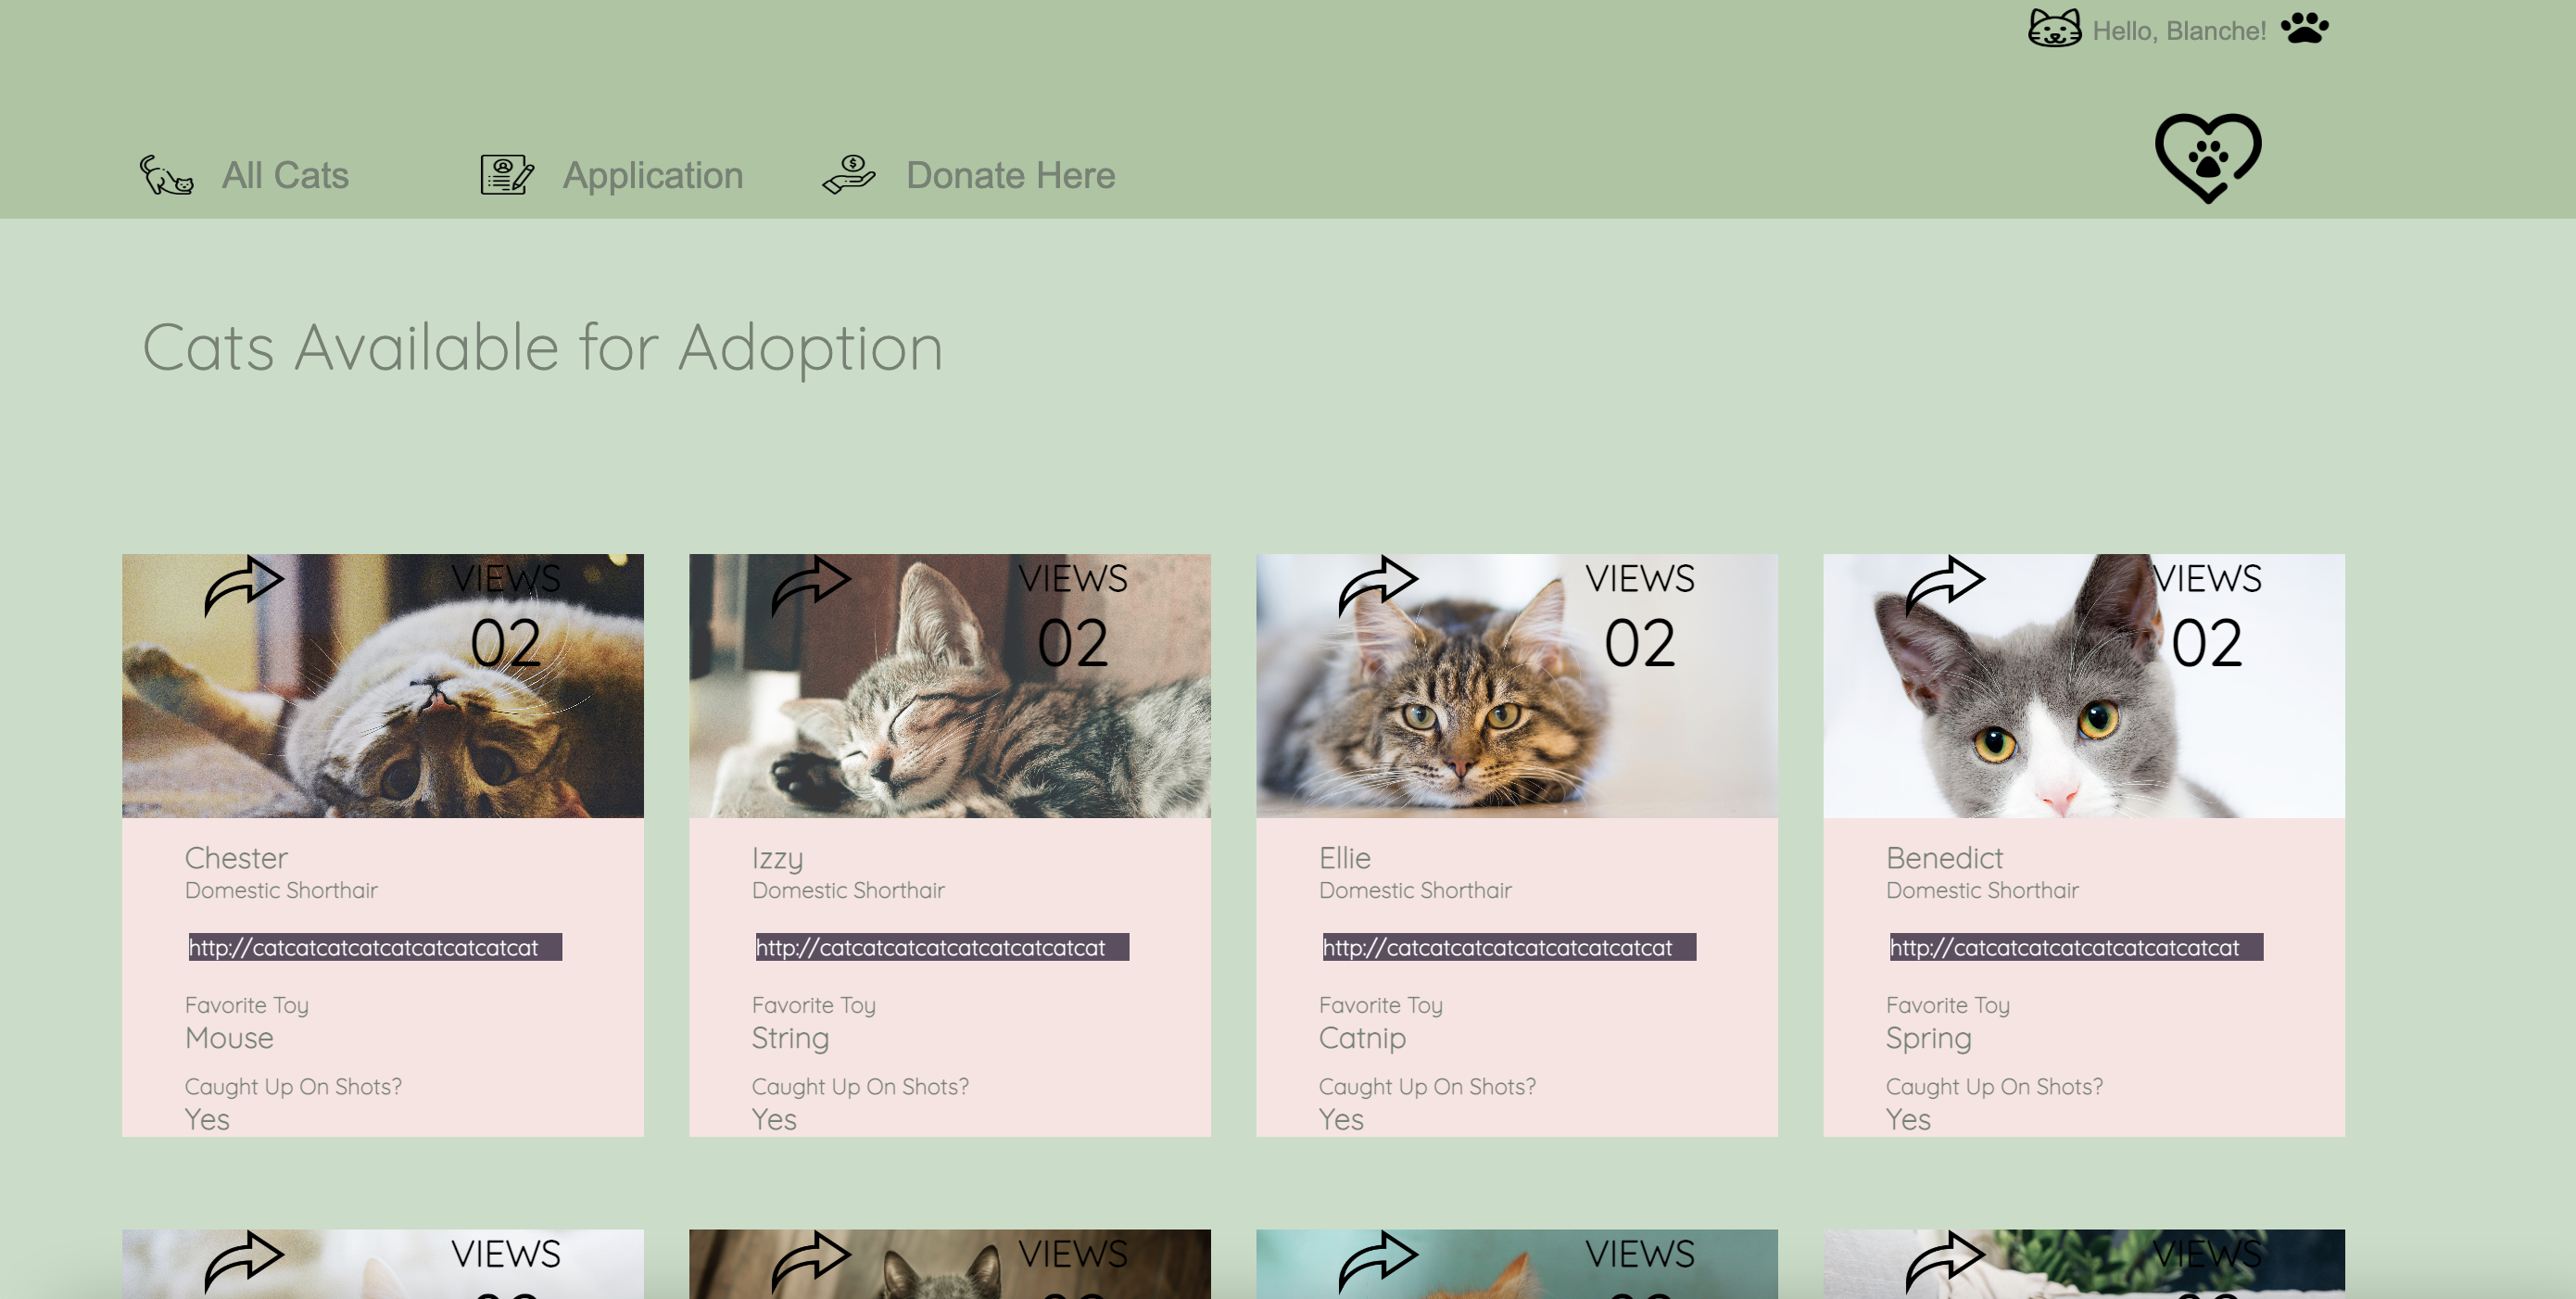 Hello, Blanche!
All Cats
Application
Donate Here
Cats Available for Adoption
VIEWS
02
Chester
Domestic Shorthair
http://catcatcatcatcatcatcatcatcat
Favorite Toy
Mouse
Caught Up On Shots?
Yes
VIEWS
02
Izzy
Domestic Shorthair
http://catcatcatcatcatcatcatcatcat
Favorite Toy
String
Caught Up On Shots?
Yes
VIEWS
02
Ellie
Domestic Shorthair
http://catcatcatcatcatcatcatcatcat
Favorite Toy
Catnip
Caught Up On Shots?
Yes
VIEWS
02
Benedict
Domestic Shorthair
http://catcatcatcatcatcatcatcatcat
Favorite Toy
Spring
Caught Up On Shots?
Yes
VIEWS
VIEWS
VIEWS
VIEWS